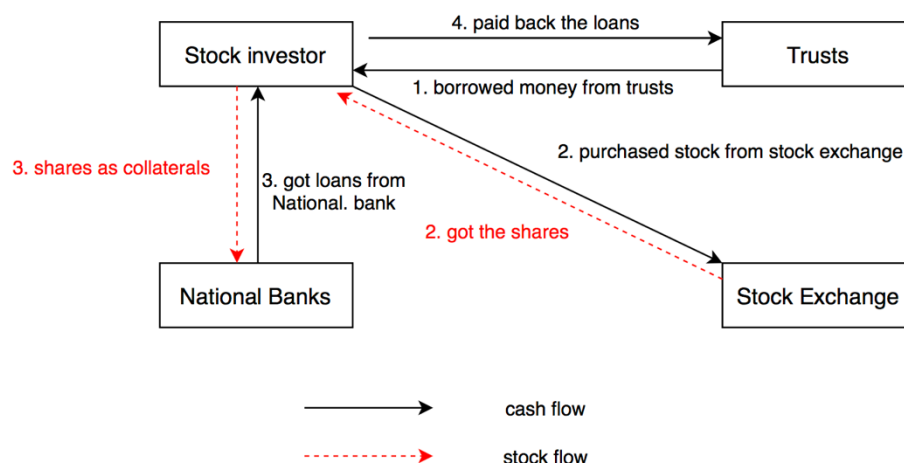 4. paid back the loans
Stock investor
Trusts
1. borrowed money from trusts
2. purchased stock from stock exchange
3. shares as collaterals
3. got loans from
National. bank
2. got the shares
National Banks
Stock Exchange
cash flow
stock flow